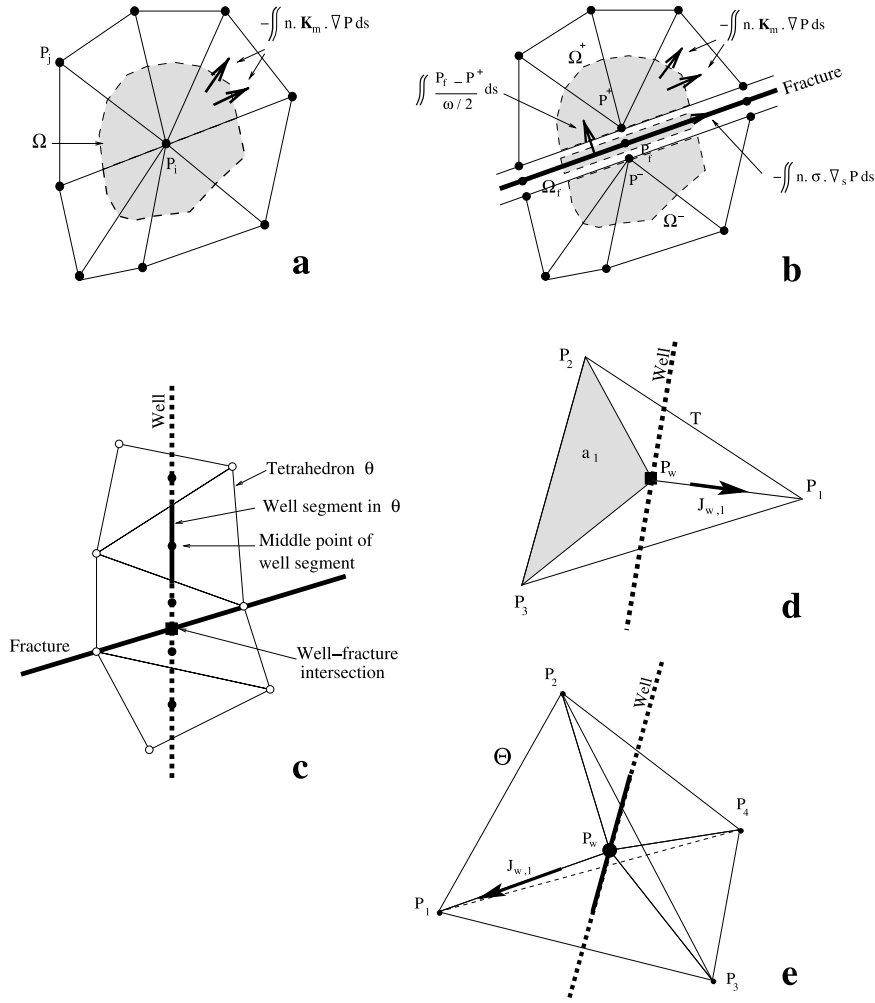 −∬ n. K_m . ∇ P ds
P_j
Ω
P_i
a
−∬ n. K_m . ∇ P ds
Ω⁺
P⁺
∬ (P_f − P⁺)/(ω / 2) ds
Fracture
P_f
P⁻
Ω_f
−∬ n. σ . ∇_s P ds
Ω⁻
b
Well
Tetrahedron θ
Well segment in θ
Middle point of
well segment
Fracture
Well−fracture
intersection
c
Well
P_2
T
a_1
P_w
P_1
J_w,1
P_3
d
Well
P_2
Θ
P_4
P_w
J_w,1
P_1
P_3
e